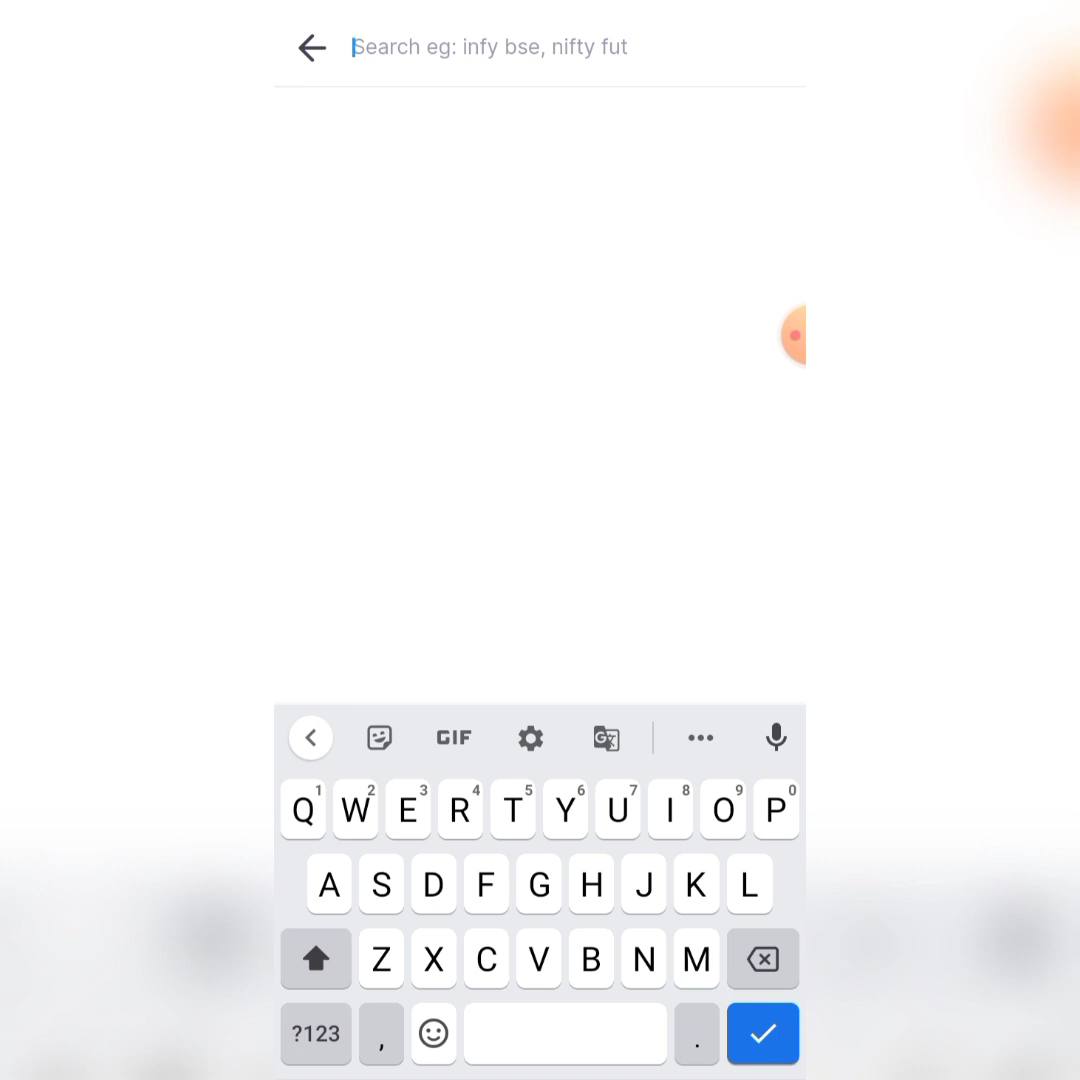 Search eg: infy bse, nifty fut
GIF
Q1 W2 E3 R4 T5 Y6 U7 I8 O9 P0
A S D F G H J K L
Z X C V B N M
?123 , .